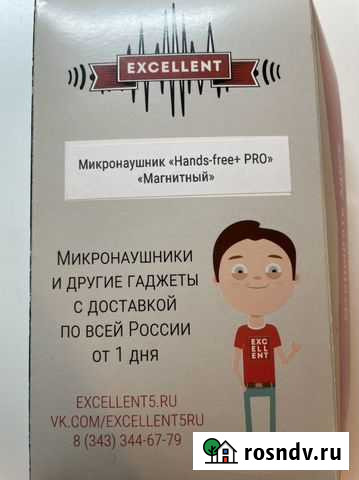 EXCELLENT
Микронаушник «Hands-free+ PRO»
«Магнитный»
Микронаушники
и другие гаджеты
с доставкой
по всей России
от 1 дня
EXC
ELL
ENT
EXCELLENT5.RU
VK.COM/EXCELLENT5RU
8 (343) 344-67-79
rosndv.ru